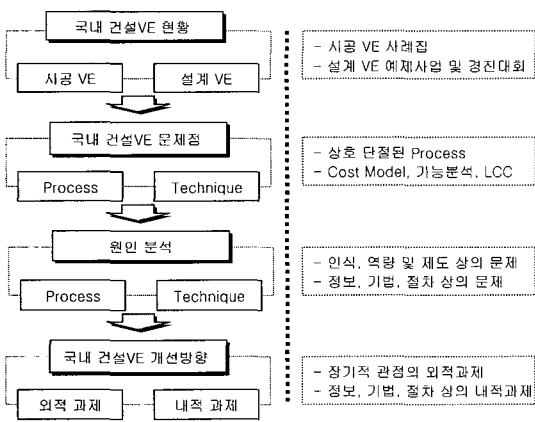 국내 건설VE 현황
시공 VE
설계 VE
- 시공 VE 사례집
- 설계 VE 예제사업 및 경진대회
국내 건설VE 문제점
Process
Technique
- 상호 단절된 Process
- Cost Model, 기능분석, LCC
원인 분석
Process
Technique
- 인식, 역량 및 제도 상의 문제
- 정보, 기법, 절차 상의 문제
국내 건설VE 개선방향
외적 과제
내적 과제
- 장기적 관점의 외적과제
- 정보, 기법, 절차 상의 내적과제